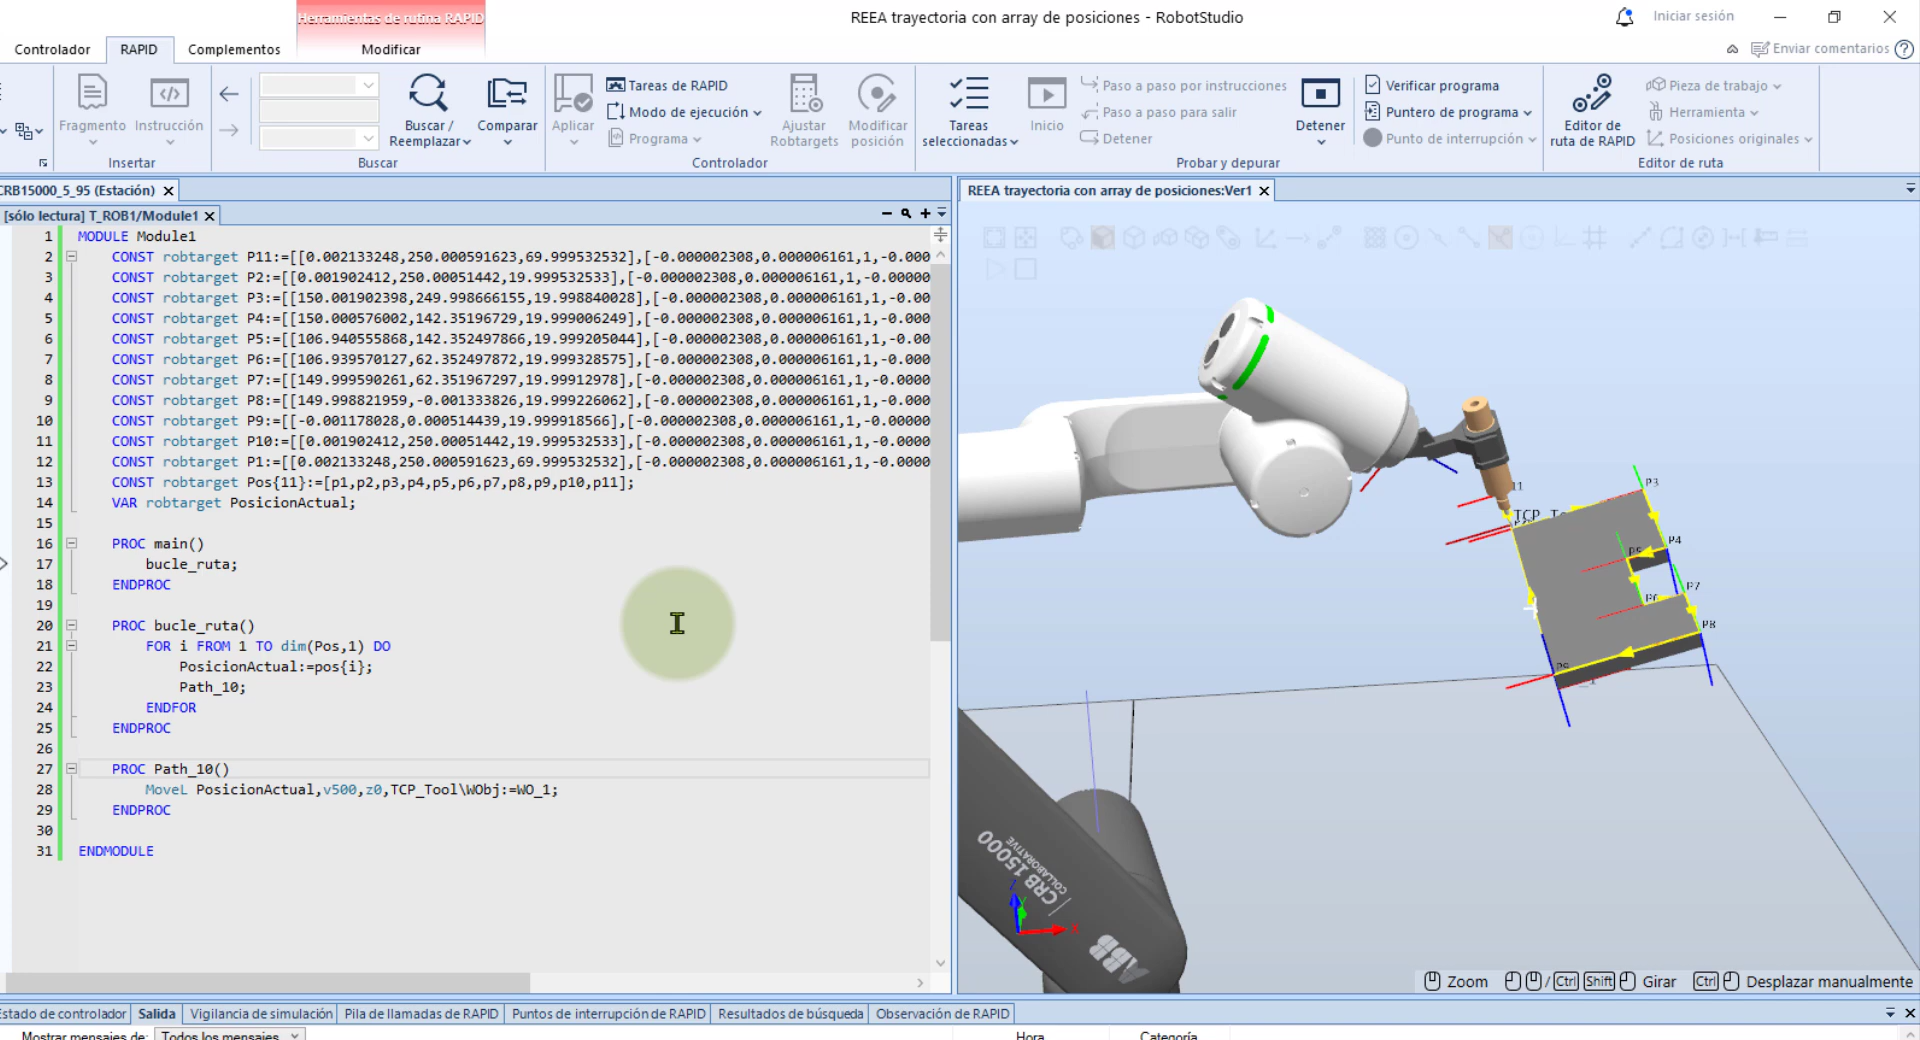 Herramientas de rutina RAPID
REEA trayectoria con array de posiciones - RobotStudio
Iniciar sesión
Controlador
RAPID
Complementos
Modificar
Enviar comentarios
Fragmento
Instrucción
Insertar
Buscar /
Reemplazar
Comparar
Buscar
Aplicar
Tareas de RAPID
Modo de ejecución
Programa
Ajustar
Robtargets
Modificar
posición
Controlador
Tareas
seleccionadas
Inicio
Paso a paso por instrucciones
Paso a paso para salir
Detener
Detener
Verificar programa
Puntero de programa
Punto de interrupción
Probar y depurar
Editor de
ruta de RAPID
Pieza de trabajo
Herramienta
Posiciones originales
Editor de ruta
CRB15000_5_95 (Estación)
REEA trayectoria con array de posiciones:Ver1
[sólo lectura] T_ROB1/Module1
1 MODULE Module1
2 CONST robtarget P11:=[[0.002133248,250.000591623,69.999532532],[-0.000002308,0.000006161,1,-0.000
3 CONST robtarget P2:=[[0.001902412,250.00051442,19.999532533],[-0.000002308,0.000006161,1,-0.0000
4 CONST robtarget P3:=[[150.001902398,249.998666155,19.998840028],[-0.000002308,0.000006161,1,-0.00
5 CONST robtarget P4:=[[150.000576002,142.35196729,19.999006249],[-0.000002308,0.000006161,1,-0.000
6 CONST robtarget P5:=[[106.940555868,142.352497866,19.999205044],[-0.000002308,0.000006161,1,-0.00
7 CONST robtarget P6:=[[106.939570127,62.352497872,19.999328575],[-0.000002308,0.000006161,1,-0.000
8 CONST robtarget P7:=[[149.999590261,62.351967297,19.99912978],[-0.000002308,0.000006161,1,-0.0000
9 CONST robtarget P8:=[[149.998821959,-0.001333826,19.999226062],[-0.000002308,0.000006161,1,-0.000
10 CONST robtarget P9:=[[-0.001178028,0.000514439,19.999918566],[-0.000002308,0.000006161,1,-0.0000
11 CONST robtarget P10:=[[0.001902412,250.00051442,19.999532533],[-0.000002308,0.000006161,1,-0.000
12 CONST robtarget P1:=[[0.002133248,250.000591623,69.999532532],[-0.000002308,0.000006161,1,-0.0000
13 CONST robtarget Pos{11}:=[p1,p2,p3,p4,p5,p6,p7,p8,p9,p10,p11];
14 VAR robtarget PosicionActual;
15
16 PROC main()
17 bucle_ruta;
18 ENDPROC
19
20 PROC bucle_ruta()
21 FOR i FROM 1 TO dim(Pos,1) DO
22 PosicionActual:=pos{i};
23 Path_10;
24 ENDFOR
25 ENDPROC
26
27 PROC Path_10()
28 MoveL PosicionActual,v500,z0,TCP_Tool\WObj:=WO_1;
29 ENDPROC
30
31 ENDMODULE
P3
P4
P5
P6
P7
P8
P9
CRB 15000
COLLABORATIVE
ABB
Z
Y
X
Zoom
/ Ctrl Shift Girar
Ctrl Desplazar manualmente
Estado de controlador
Salida
Vigilancia de simulación
Pila de llamadas de RAPID
Puntos de interrupción de RAPID
Resultados de búsqueda
Observación de RAPID
Mostrar mensajes de: Todos los mensajes
Hora
Categoría